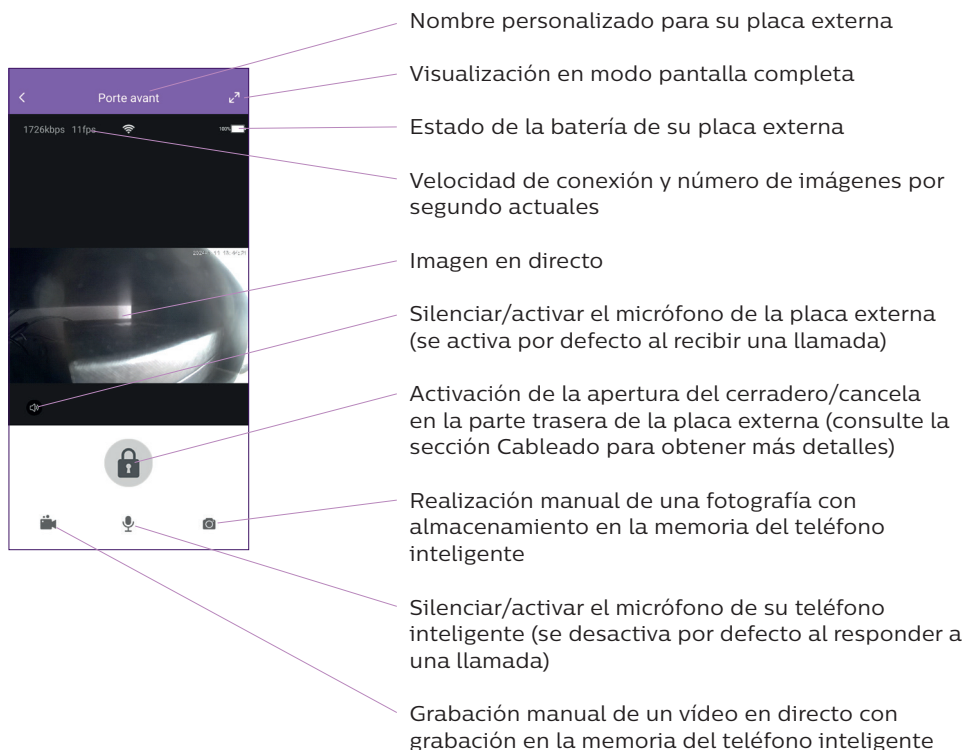 Nombre personalizado para su placa externa
Visualización en modo pantalla completa
Porte avant
Estado de la batería de su placa externa
1726kbps 11fps
100%
Velocidad de conexión y número de imágenes por
segundo actuales
Imagen en directo
Silenciar/activar el micrófono de la placa externa
(se activa por defecto al recibir una llamada)
Activación de la apertura del cerradero/cancela
en la parte trasera de la placa externa (consulte la
sección Cableado para obtener más detalles)
Realización manual de una fotografía con
almacenamiento en la memoria del teléfono
inteligente
Silenciar/activar el micrófono de su teléfono
inteligente (se desactiva por defecto al responder a
una llamada)
Grabación manual de un vídeo en directo con
grabación en la memoria del teléfono inteligente